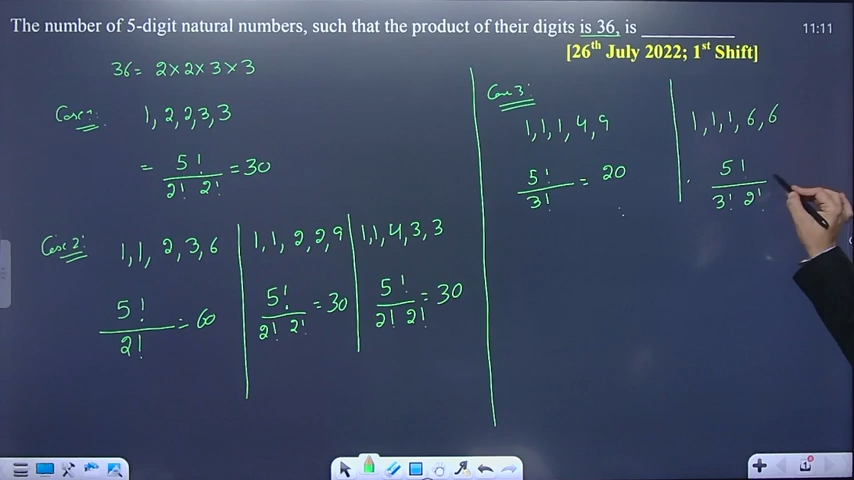 The number of 5-digit natural numbers, such that the product of their digits is 36, is ___________
11:11
[26th July 2022; 1st Shift]
36 = 2 × 2 × 3 × 3
Case 1:
1, 2, 2, 3, 3
= 5! / 2! 2! = 30
Case 2:
1, 1, 2, 3, 6
5! / 2! = 60
1, 1, 2, 2, 9
5! / 2! 2! = 30
1, 1, 4, 3, 3
5! / 2! 2! = 30
Case 3:
1, 1, 1, 4, 9
5! / 3! = 20
1, 1, 1, 6, 6
5! / 3! 2!